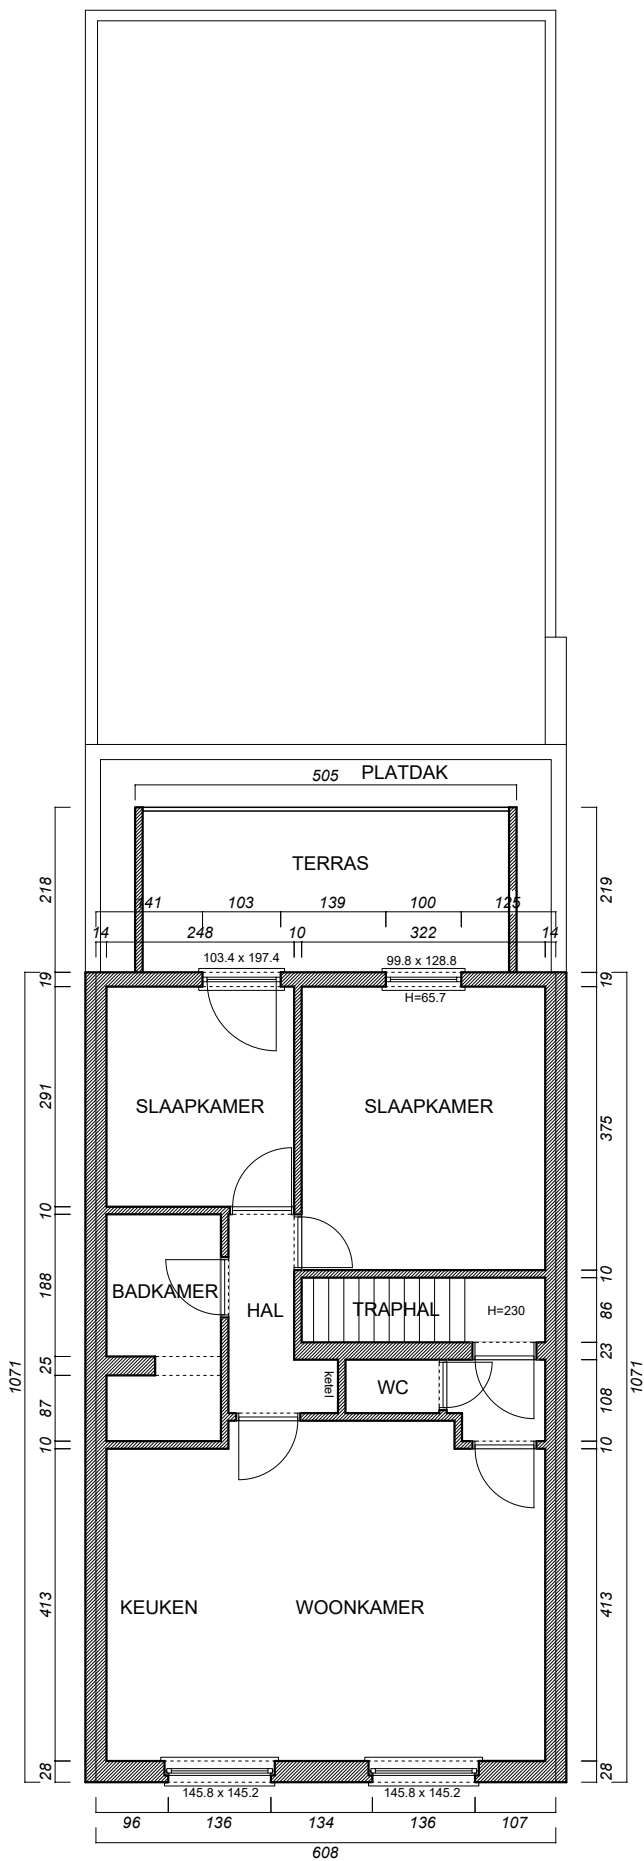 505 PLATDAK
218
219
TERRAS
141 103 139 100 125
14 248 10 322 14
103.4 x 197.4
99.8 x 128.8
19
19
H=65.7
291
375
SLAAPKAMER
SLAAPKAMER
10
10
188
BADKAMER
HAL
TRAPHAL
H=230
86
23
1071
1071
25
ketel
WC
87
108
10
10
413
413
KEUKEN
WOONKAMER
28
28
145.8 x 145.2
145.8 x 145.2
96 136 134 136 107
608